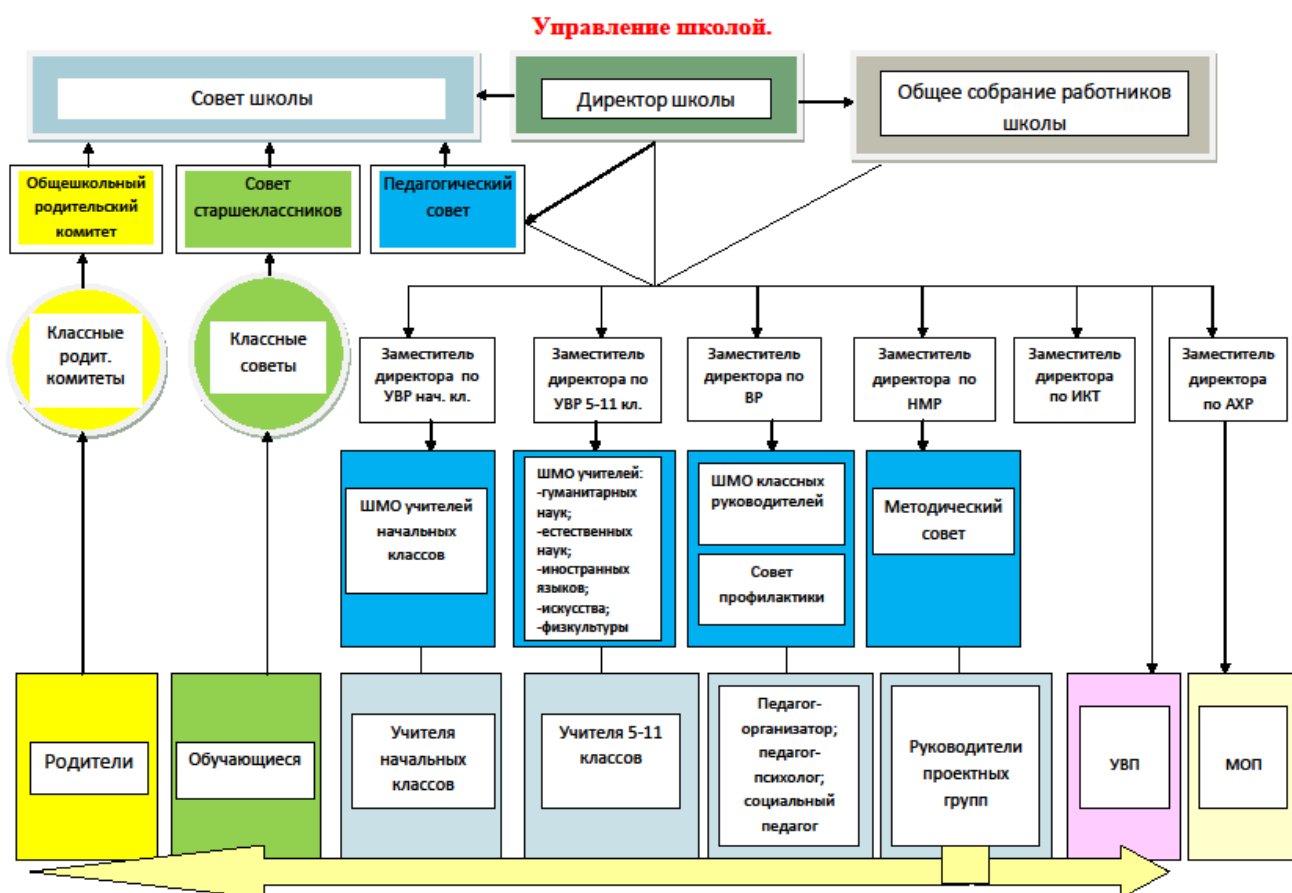 Управление школой.
Совет школы
Директор школы
Общее собрание работников
школы
Общешкольный
родительский
комитет
Совет
старшеклассников
Педагогический
совет
Классные
родит.
комитеты
Классные
советы
Заместитель
директора по
УВР нач. кл.
Заместитель
директора по
УВР 5-11 кл.
Заместитель
директора по
ВР
Заместитель
директора по
НМР
Заместитель
директора
по ИКТ
Заместитель
директора
по АХР
ШМО учителей
начальных
классов
ШМО учителей:
-гуманитарных
наук;
-естественных
наук;
-иностранных
языков;
-искусства;
-физкультуры
ШМО классных
руководителей
Совет
профилактики
Методический
совет
Родители
Обучающиеся
Учителя
начальных
классов
Учителя 5-11
классов
Педагог-
организатор;
педагог-
психолог;
социальный
педагог
Руководители
проектных
групп
УВП
МОП